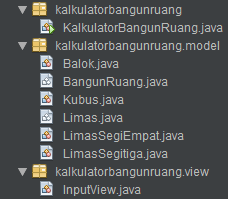 kalkulatorbangunruang
KalkulatorBangunRuang.java
kalkulatorbangunruang.model
Balok.java
BangunRuang.java
Kubus.java
Limas.java
LimasSegiEmpat.java
LimasSegitiga.java
kalkulatorbangunruang.view
InputView.java